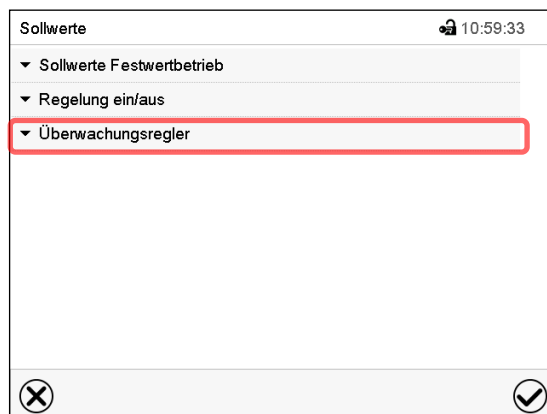 Sollwerte 10:59:33
Sollwerte Festwertbetrieb
Regelung ein/aus
Überwachungsregler